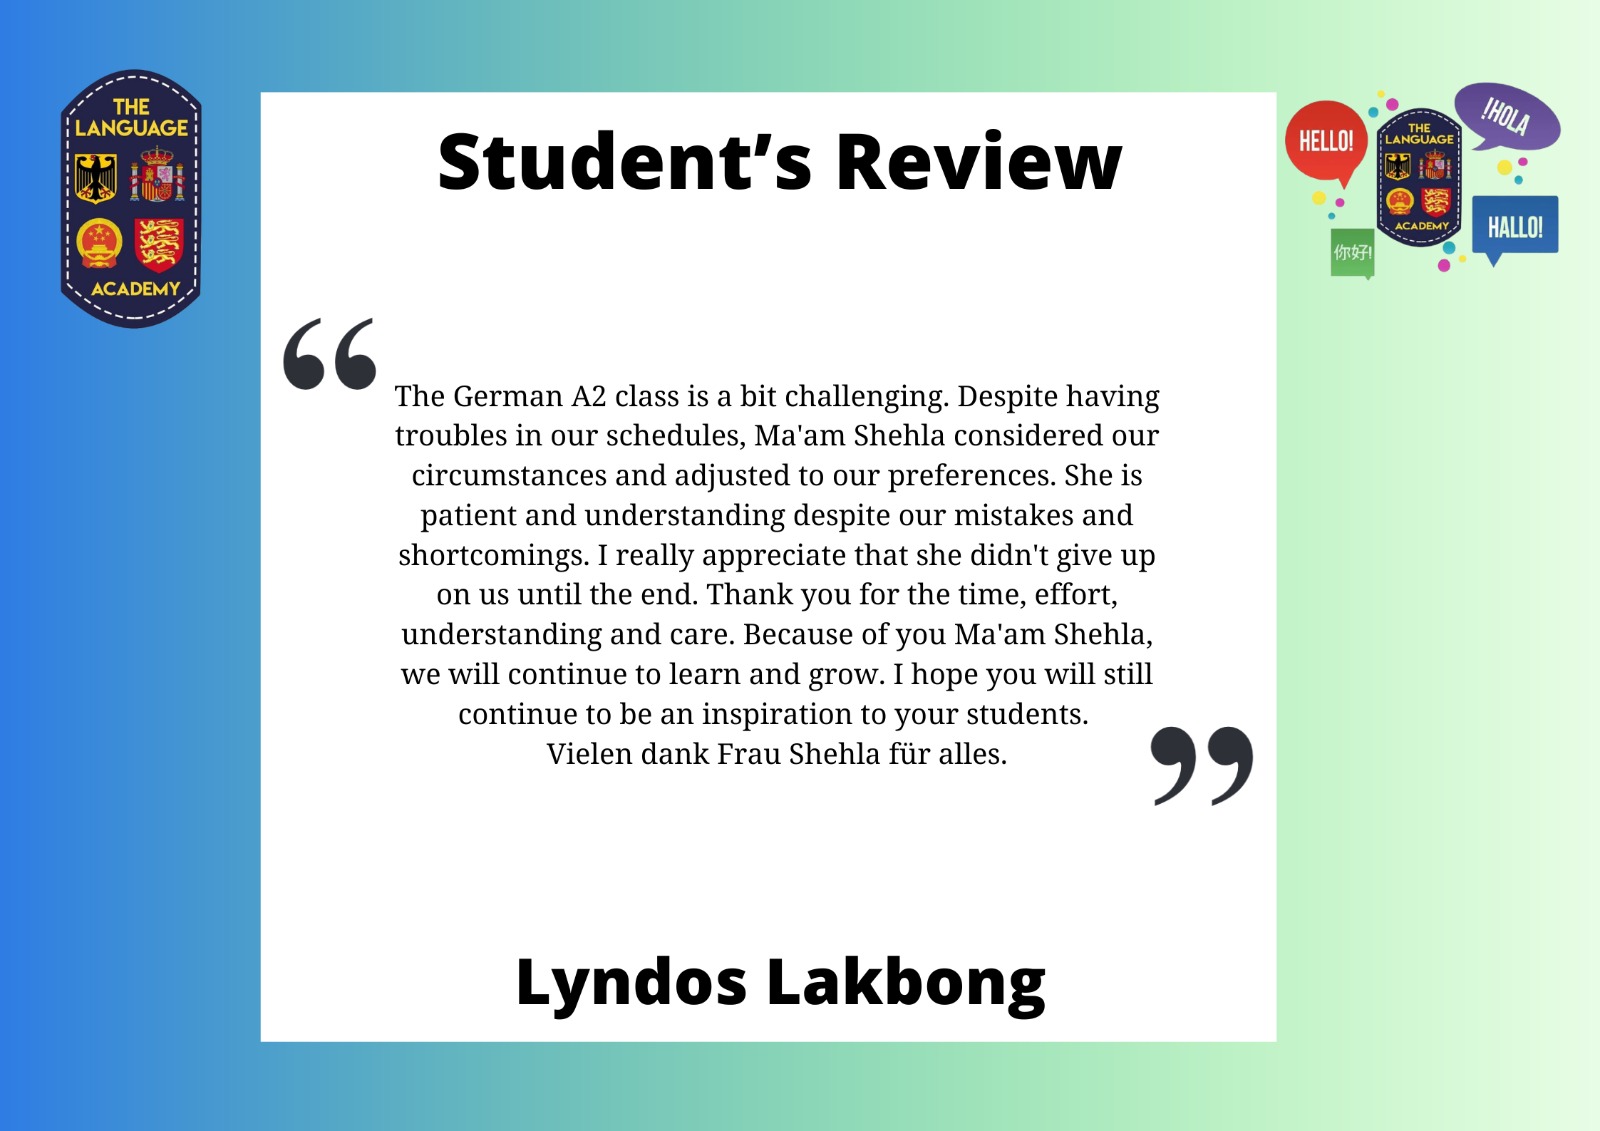 THE
LANGUAGE
ACADEMY
Student’s Review
HELLO!
!HOLA
THE
LANGUAGE
ACADEMY
HALLO!
你好!
“
The German A2 class is a bit challenging. Despite having
troubles in our schedules, Ma'am Shehla considered our
circumstances and adjusted to our preferences. She is
patient and understanding despite our mistakes and
shortcomings. I really appreciate that she didn't give up
on us until the end. Thank you for the time, effort,
understanding and care. Because of you Ma'am Shehla,
we will continue to learn and grow. I hope you will still
continue to be an inspiration to your students.
Vielen dank Frau Shehla für alles.
”
Lyndos Lakbong